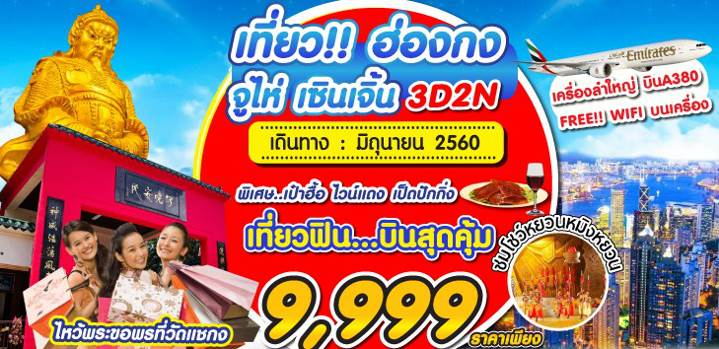 เที่ยว!! ฮ่องกง
จูไห่ เซินเจิ้น 3D2N
เดินทาง : มิถุนายน 2560
Emirates
เครื่องลำใหญ่ บินA380
FREE!! WIFI บนเครื่อง
พิเศษ..เป๋าฮื้อ ไวน์แดง เป็ดปักกิ่ง
เที่ยวฟิน...บินสุดคุ้ม
ชมโชว์หยวนหมิงหยวน
9,999
ราคาเพียง
ไหว้พระขอพรที่วัดแชกง